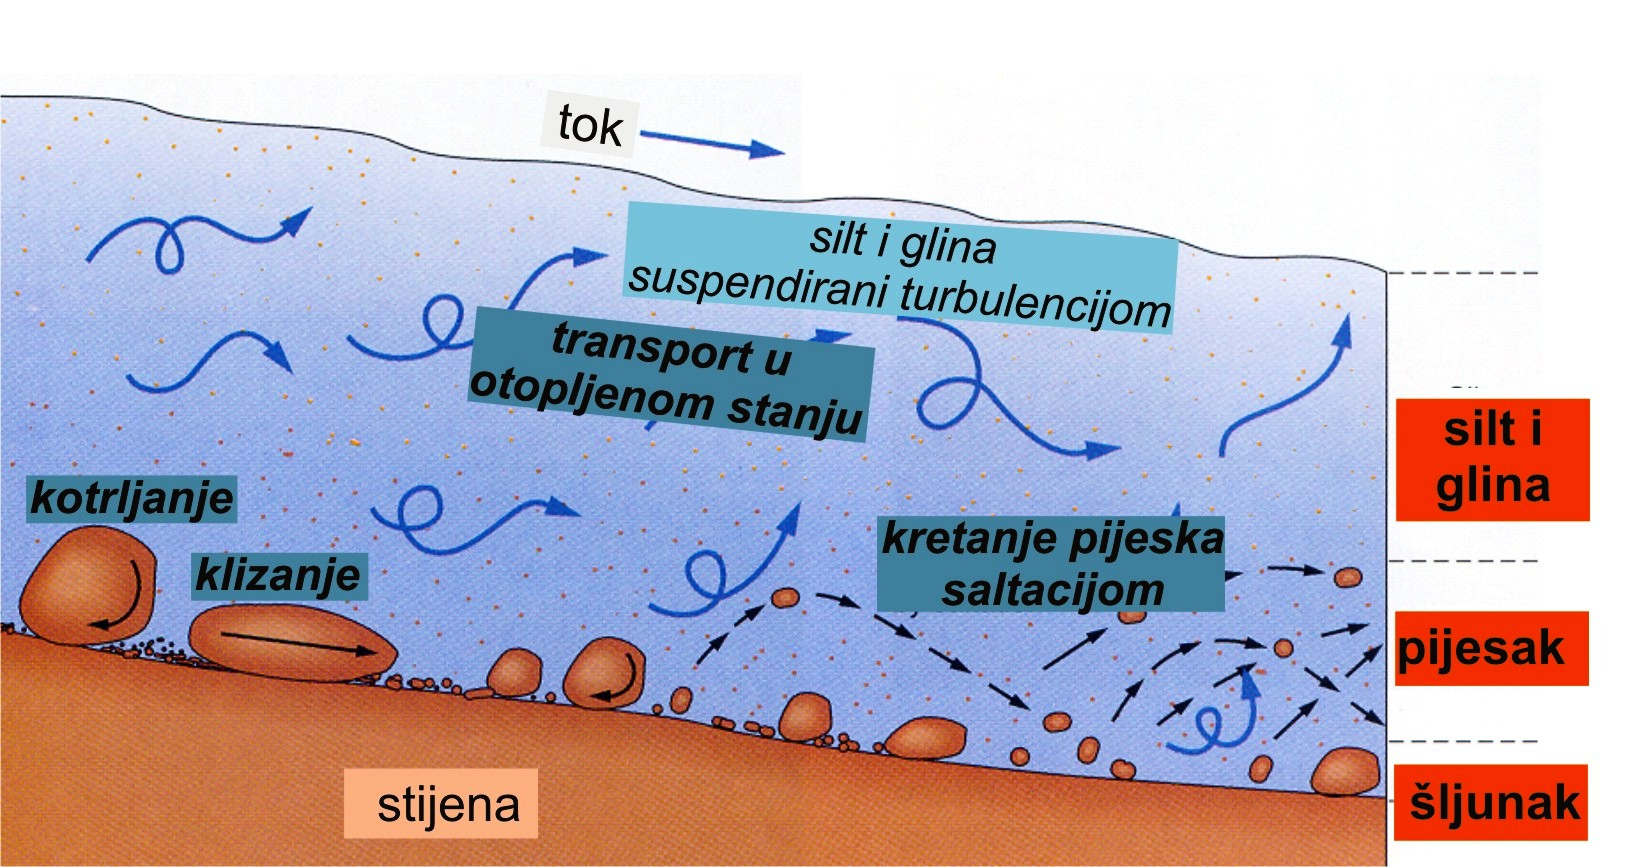 tok
silt i glina
suspendirani turbulencijom
transport u
otopljenom stanju
kotrljanje
klizanje
kretanje pijeska
saltacijom
silt i
glina
pijesak
šljunak
stijena